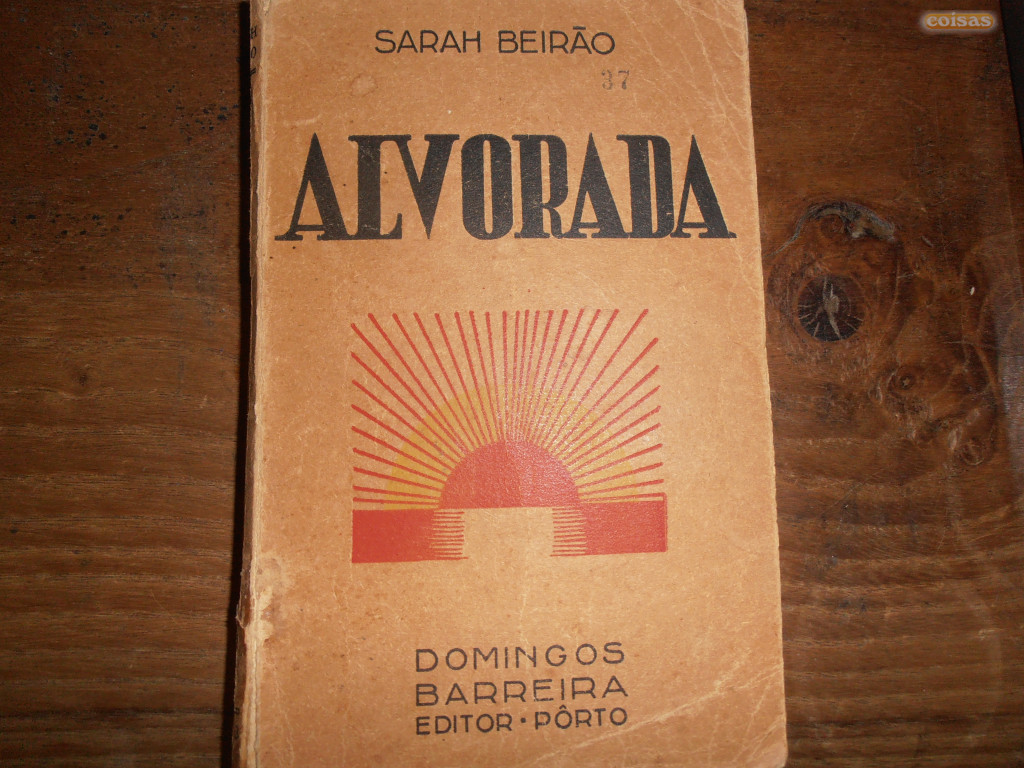 coisas
SARAH BEIRÃO
37
ALVORADA
DOMINGOS
BARREIRA
EDITOR · PÔRTO